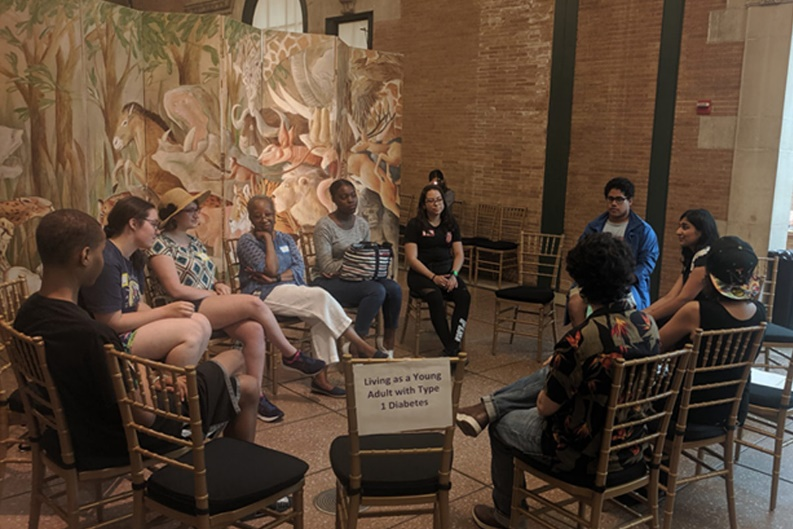 Living as a Young
Adult with Type
1 Diabetes